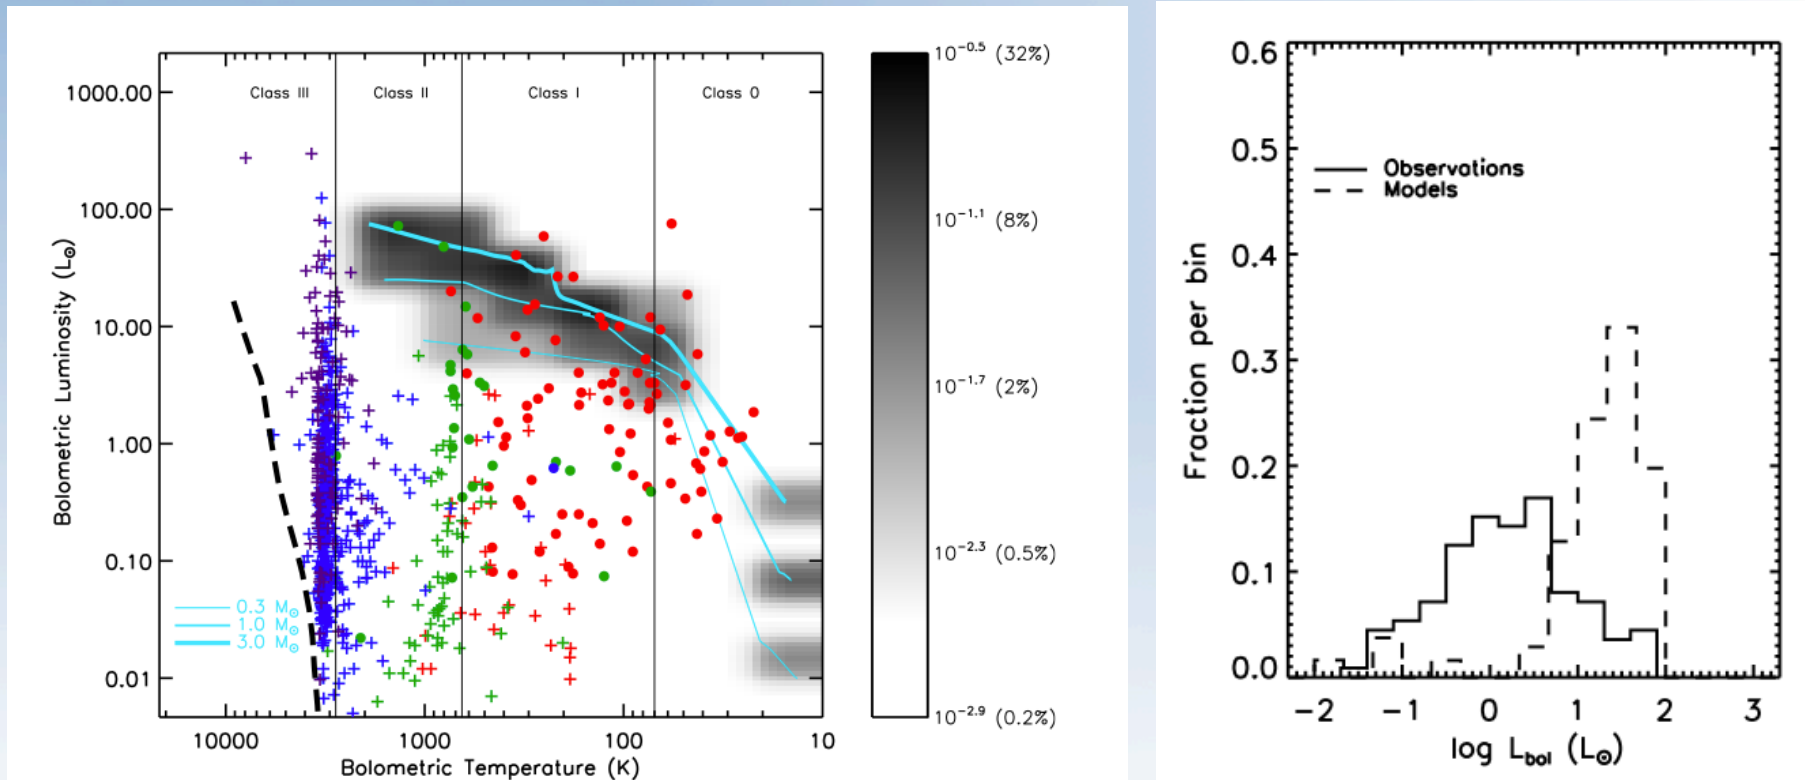 1000.00
100.00
10.00
1.00
0.10
0.01
Bolometric Luminosity (L⊙)
Class III
Class II
Class I
Class 0
0.3 M⊙
1.0 M⊙
3.0 M⊙
10000
1000
100
10
Bolometric Temperature (K)
10^-0.5 (32%)
10^-1.1 (8%)
10^-1.7 (2%)
10^-2.3 (0.5%)
10^-2.9 (0.2%)
0.6
0.5
0.4
0.3
0.2
0.1
0.0
Fraction per bin
Observations
Models
-2
-1
0
1
2
3
log Lbol (L⊙)